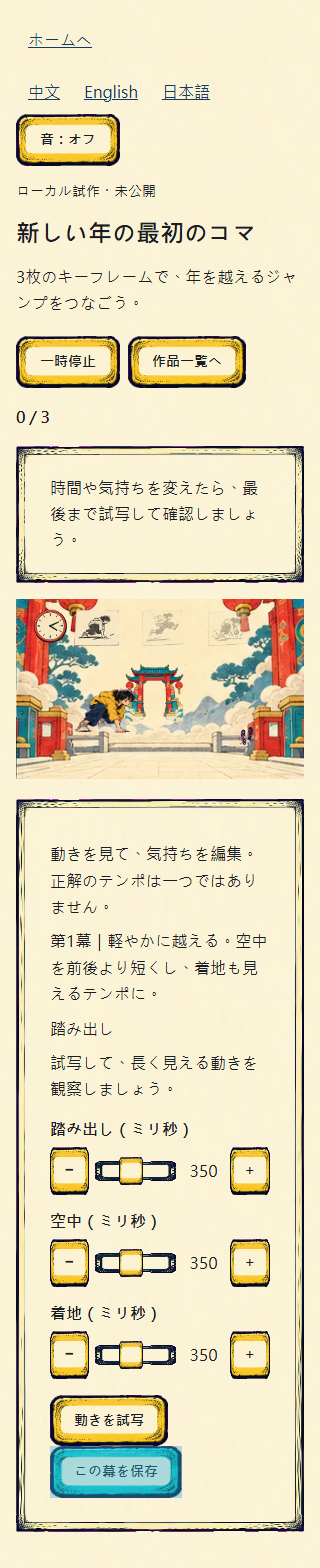 ホームへ
中文 English 日本語
音：オフ
ローカル試作・未公開
新しい年の最初のコマ
3枚のキーフレームで、年を越えるジャ
ンプをつなごう。
一時停止 作品一覧へ
0 / 3
時間や気持ちを変えたら、最
後まで試写して確認しましょ
う。
動きを見て、気持ちを編集。
正解のテンポは一つではあり
ません。
第1幕｜軽やかに越える。空中
を前後より短くし、着地も見
えるテンポに。
踏み出し
試写して、長く見える動きを
観察しましょう。
踏み出し（ミリ秒）
− 350 +
空中（ミリ秒）
− 350 +
着地（ミリ秒）
− 350 +
動きを試写
この幕を保存